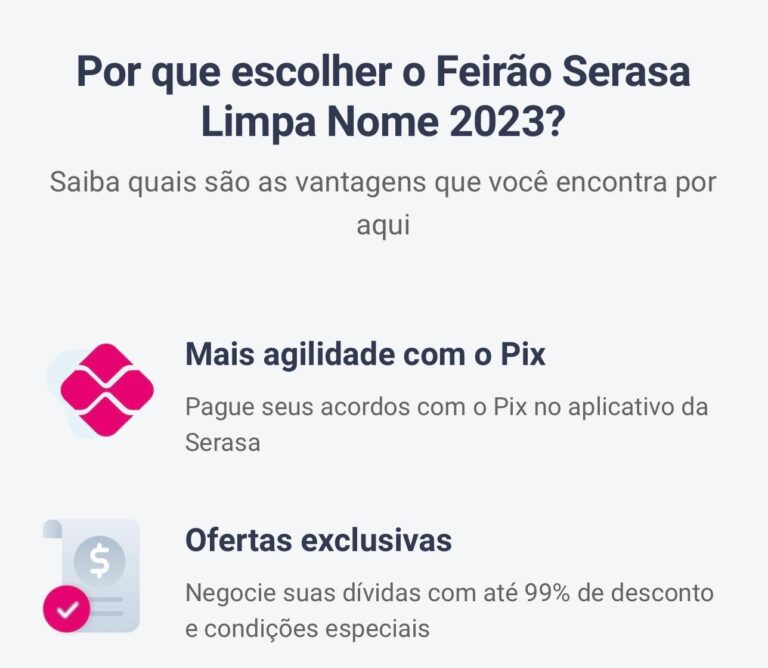 Por que escolher o Feirão Serasa
Limpa Nome 2023?
Saiba quais são as vantagens que você encontra por
aqui
Mais agilidade com o Pix
Pague seus acordos com o Pix no aplicativo da
Serasa
$
Ofertas exclusivas
Negocie suas dívidas com até 99% de desconto
e condições especiais